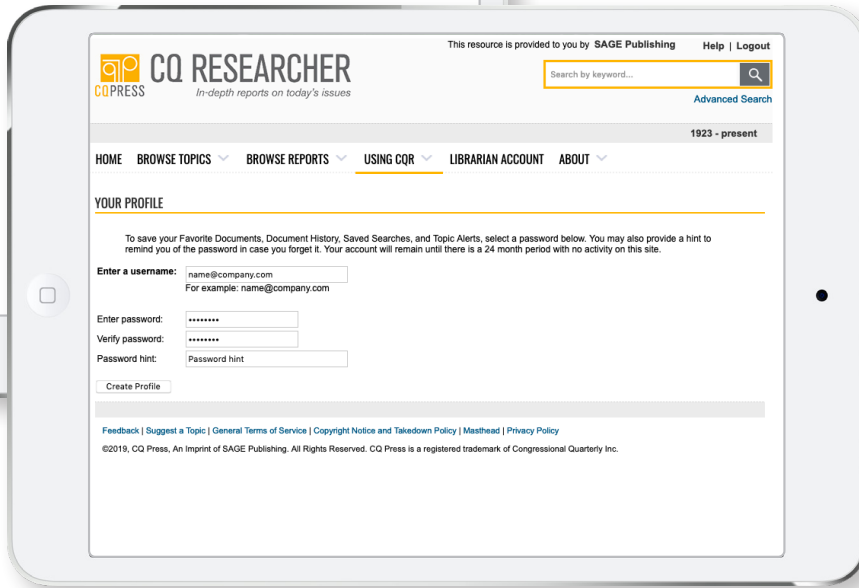 This resource is provided to you by SAGE Publishing
Help | Logout
CQ RESEARCHER
CQPRESS
In-depth reports on today's issues
Search by keyword...
Advanced Search
1923 - present
HOME BROWSE TOPICS BROWSE REPORTS USING CQR LIBRARIAN ACCOUNT ABOUT
YOUR PROFILE
To save your Favorite Documents, Document History, Saved Searches, and Topic Alerts, select a password below. You may also provide a hint to
remind you of the password in case you forget it. Your account will remain until there is a 24 month period with no activity on this site.
Enter a username: name@company.com
For example: name@company.com
Enter password: ••••••••
Verify password: ••••••••
Password hint: Password hint
Create Profile
Feedback | Suggest a Topic | General Terms of Service | Copyright Notice and Takedown Policy | Masthead | Privacy Policy
©2019, CQ Press, An Imprint of SAGE Publishing. All Rights Reserved. CQ Press is a registered trademark of Congressional Quarterly Inc.